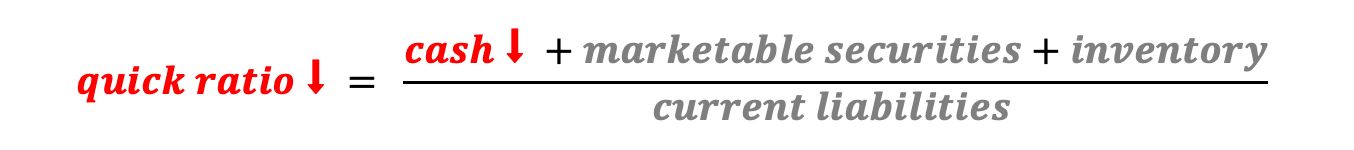 quick ratio ⬇ = cash ⬇ + marketable securities + inventory
current liabilities